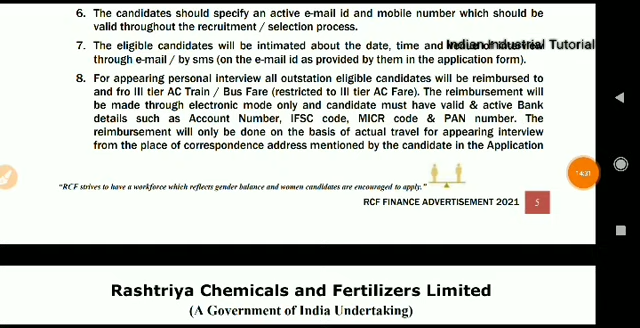 6. The candidates should specify an active e-mail id and mobile number which should be
valid throughout the recruitment / selection process.
7. The eligible candidates will be intimated about the date, time and
Indian Industrial Tutorial
through e-mail / by sms (on the e-mail id as provided by them in the application form).
8. For appearing personal interview all outstation eligible candidates will be reimbursed to
and fro III tier AC Train / Bus Fare (restricted to III tier AC Fare). The reimbursement will
be made through electronic mode only and candidate must have valid & active Bank
details such as Account Number, IFSC code, MICR code & PAN number. The
reimbursement will only be done on the basis of actual travel for appearing interview
from the place of correspondence address mentioned by the candidate in the Application
14:31
"RCF strives to have a workforce which reflects gender balance and women candidates are encouraged to apply."
RCF FINANCE ADVERTISEMENT 2021 5
Rashtriya Chemicals and Fertilizers Limited
(A Government of India Undertaking)